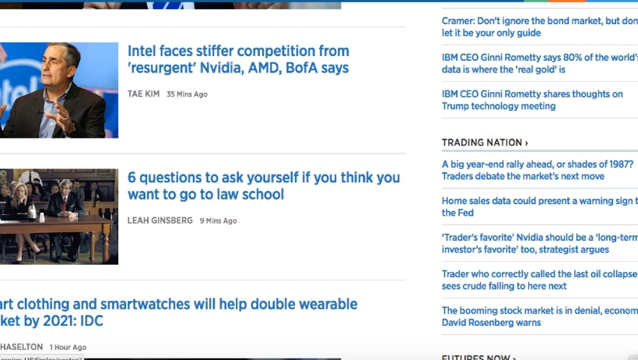 Intel faces stiffer competition from
'resurgent' Nvidia, AMD, BofA says
TAE KIM 35 Mins Ago
intel
6 questions to ask yourself if you think you
want to go to law school
LEAH GINSBERG 9 Mins Ago
art clothing and smartwatches will help double wearable
ket by 2021: IDC
HASELTON 1 Hour Ago
Cramer: Don't ignore the bond market, but don
let it be your only guide
IBM CEO Ginni Rometty says 80% of the world's
data is where the 'real gold' is
IBM CEO Ginni Rometty shares thoughts on
Trump technology meeting
TRADING NATION ›
A big year-end rally ahead, or shades of 1987?
Traders debate the market's next move
Home sales data could present a warning sign t
the Fed
'Trader's favorite' Nvidia should be a 'long-term
investor's favorite' too, strategist argues
Trader who correctly called the last oil collapse
sees crude falling to here next
The booming stock market is in denial, econom
David Rosenberg warns
FUTURES NOW ›